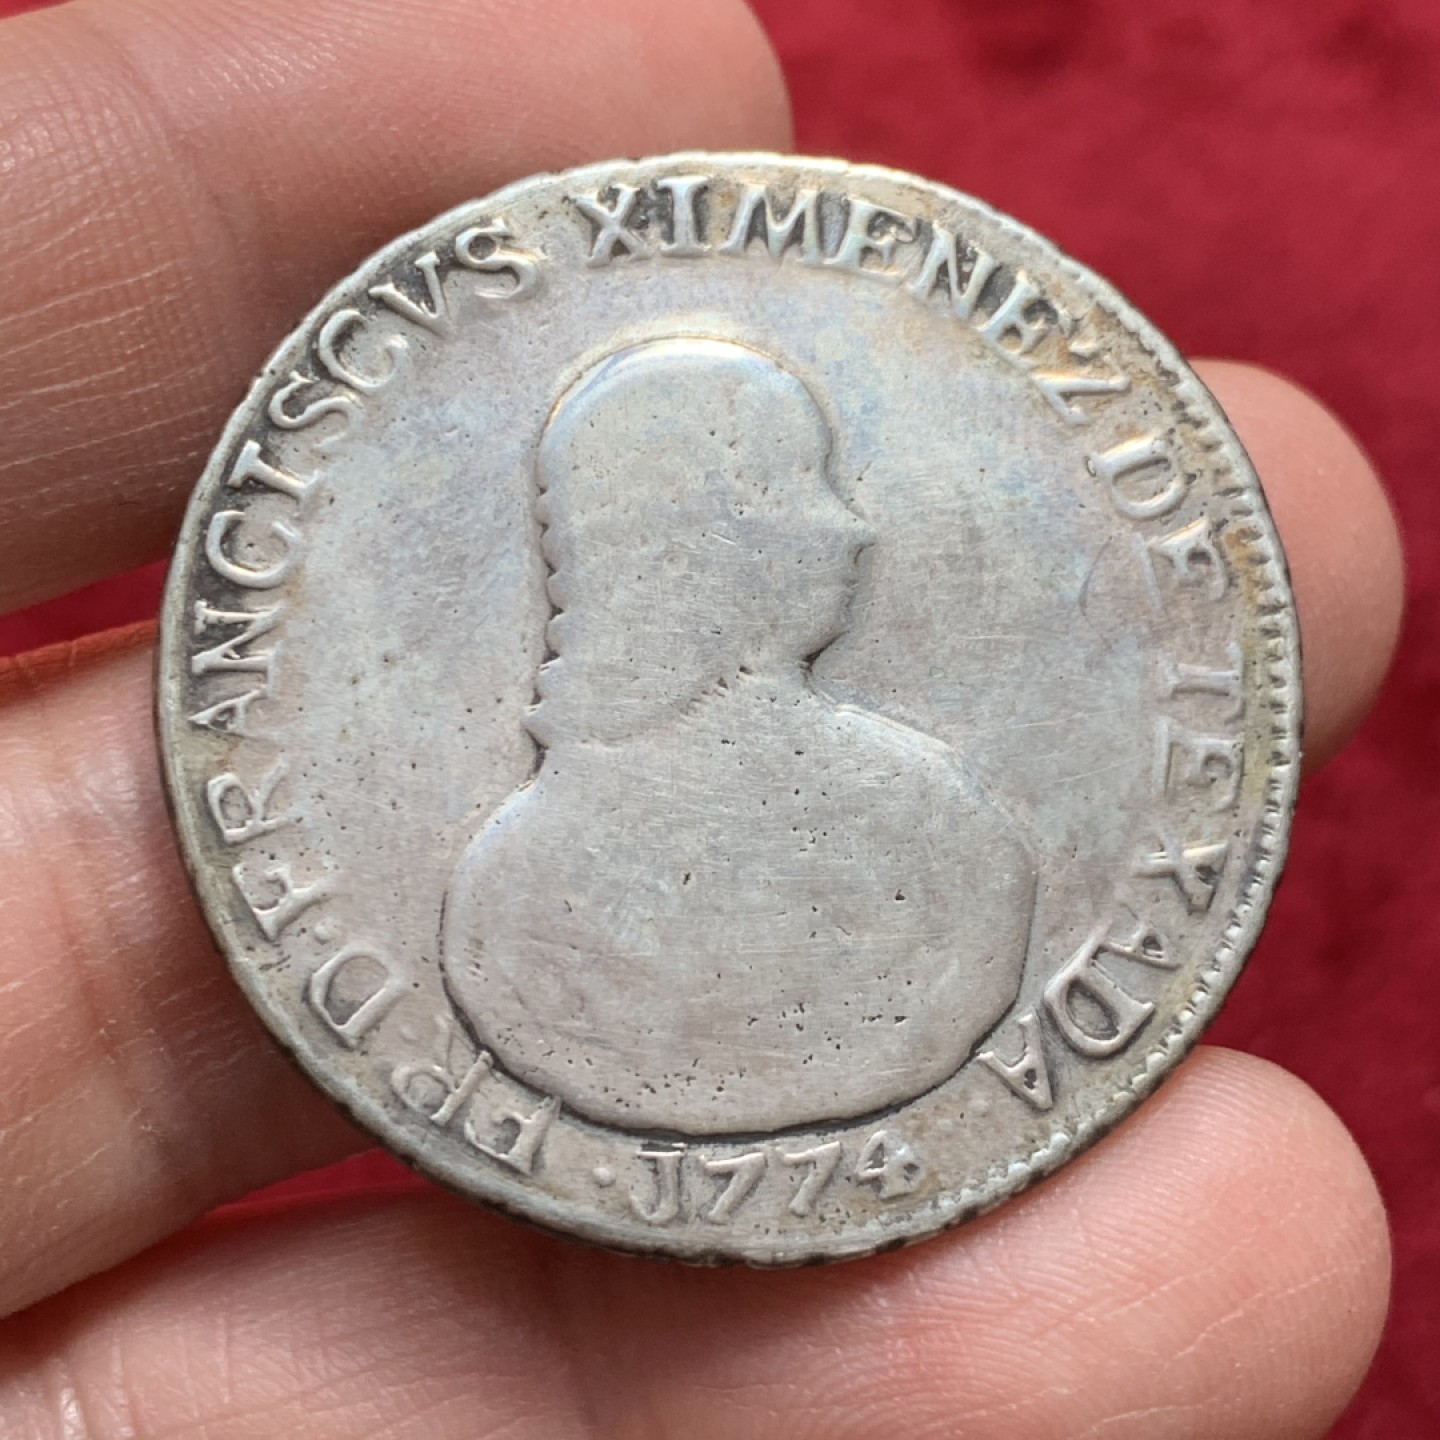 FR·D·FRANCISCVS XIMENEZ DE TEXADA
·J774